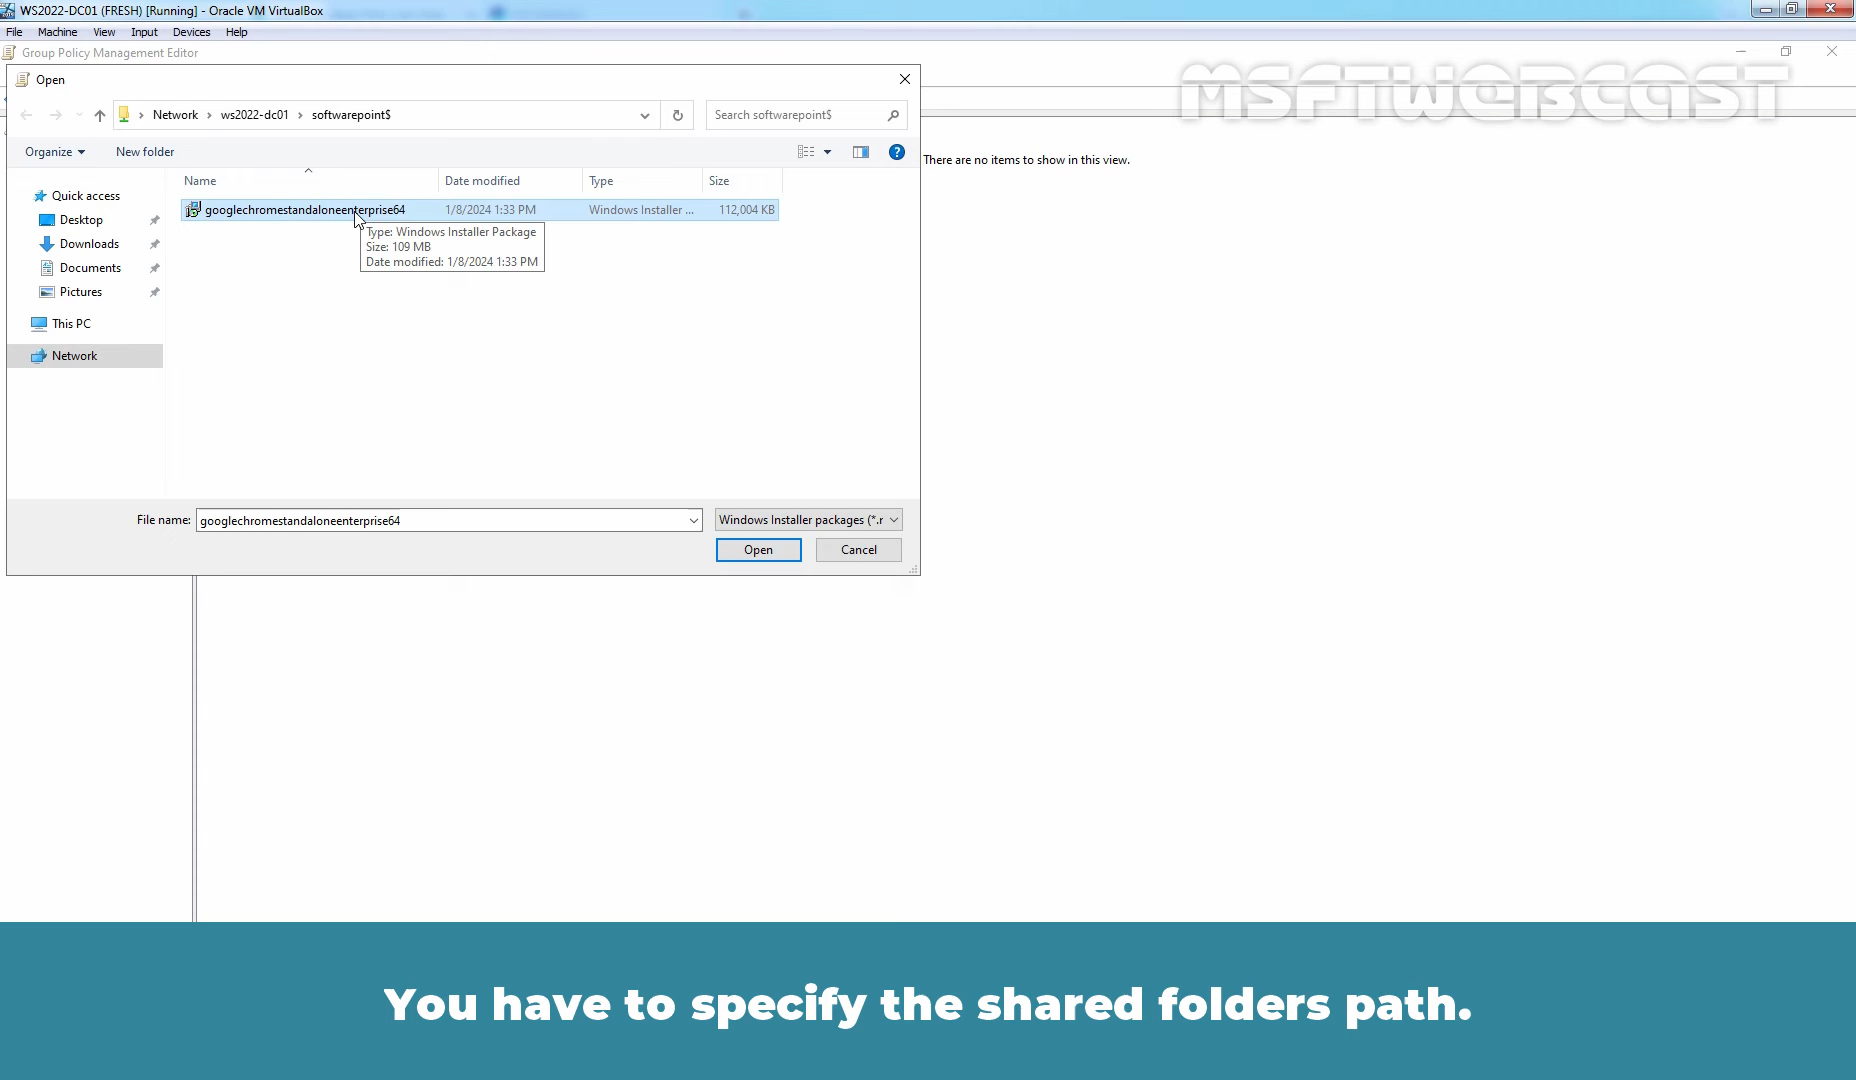 WS2022-DC01 (FRESH) [Running] - Oracle VM VirtualBox
File Machine View Input Devices Help
Group Policy Management Editor
MSFTWEBCAST
Open
Network ws2022-dc01 softwarepoint$
Search softwarepoint$
Organize New folder
There are no items to show in this view.
Name Date modified Type Size
googlechromestandaloneenterprise64 1/8/2024 1:33 PM Windows Installer ... 112,004 KB
Type: Windows Installer Package
Size: 109 MB
Date modified: 1/8/2024 1:33 PM
Quick access
Desktop
Downloads
Documents
Pictures
This PC
Network
File name: googlechromestandaloneenterprise64
Windows Installer packages (*.r
Open Cancel
You have to specify the shared folders path.